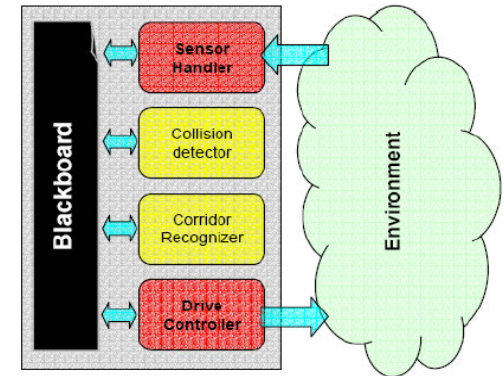 Blackboard
Sensor
Handler
Collision
detector
Corridor
Recognizer
Drive
Controller
Environment